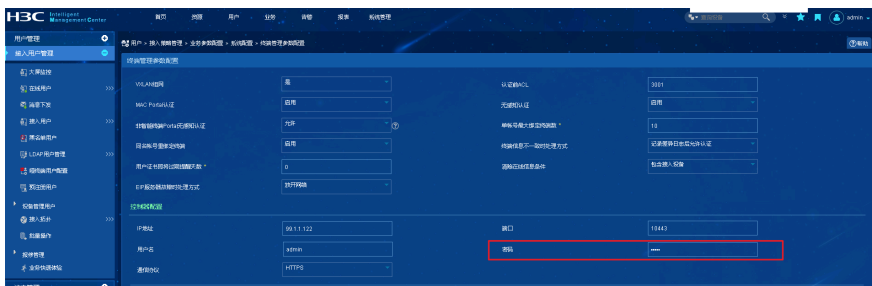 H3C Intelligent Management Center
首页 资源 用户 业务 告警 报表 系统管理
admin
用户管理
用户 > 接入策略管理 > 业务参数配置 > 系统配置 > 终端管理参数配置
帮助
接入用户管理
终端管理参数配置
大屏监控
VXLAN组网 是 认证前ACL 3001
在线用户 >>>
消息下发
MAC Portal认证 启用 无感知认证 启用
接入用户 >>>
非智能终端Portal无感知认证 允许 单帐号最大绑定终端数 * 10
黑名单用户
同名帐号重绑定终端 启用 终端信息不一致时处理方式 记录差异日志后允许认证
LDAP用户管理 >>>
用户证书即将过期提醒天数 * 0 清除在线信息条件 包含接入设备
哑终端用户配置
预注册用户
EIP服务器故障时处理方式 放开网络
设备管理用户
控制器配置
接入拓扑 >>>
IP地址 99.1.1.122 端口 18443
批量操作
用户名 admin 密码 •••••
报修管理
业务快速体验
通信协议 HTTPS